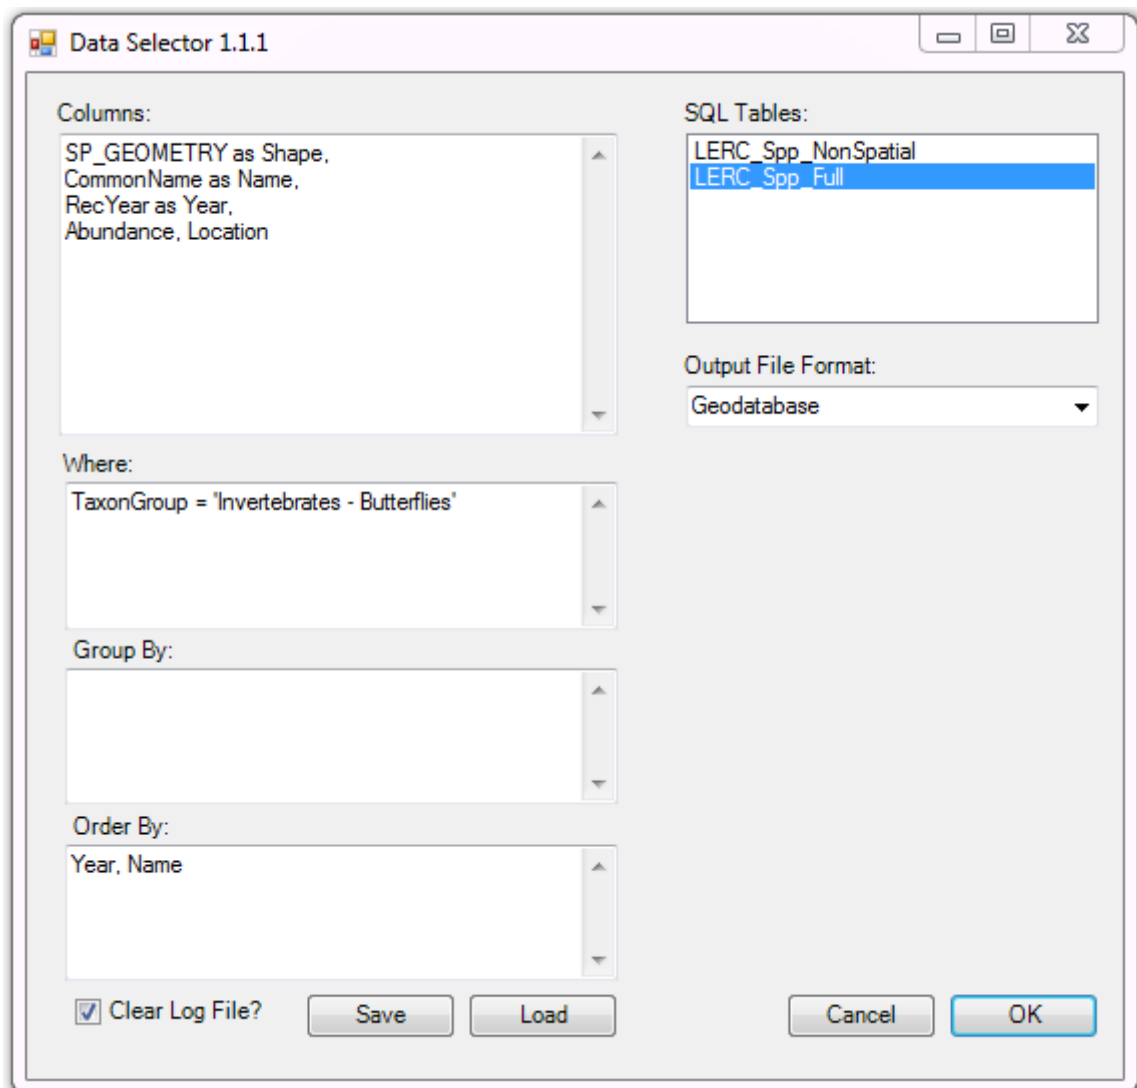 Data Selector 1.1.1
Columns:
SP_GEOMETRY as Shape,
CommonName as Name,
RecYear as Year,
Abundance, Location
SQL Tables:
LERC_Spp_NonSpatial
LERC_Spp_Full
Output File Format:
Geodatabase
Where:
TaxonGroup = 'Invertebrates - Butterflies'
Group By:
Order By:
Year, Name
Clear Log File?
Save
Load
Cancel
OK